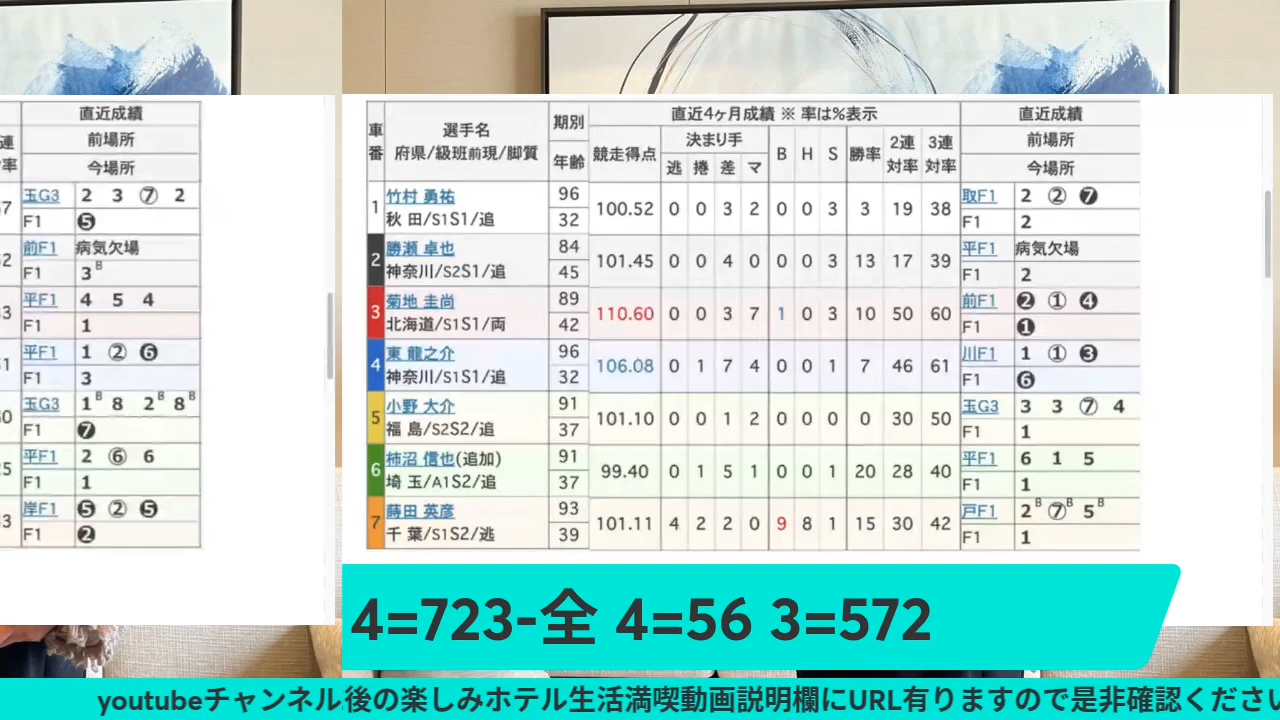 直近成績
前場所
今場所
連
率
57 玉G3 2 3 ⑦ 2
F1 ❺
2 前F1 病気欠場
F1 3B
3 平F1 4 5 4
F1 1
1 平F1 1 ② ❻
F1 3
0 玉G3 1B 8 2B 8B
F1 ❼
5 平F1 2 ⑥ 6
F1 1
3 岸F1 ❺ ② ❺
F1 ❷
車番 選手名 府県/級班前現/脚質 期別 年齢 競走得点 直近4ヶ月成績 ※ 率は%表示 直近成績
決まり手 逃 捲 差 マ B H S 勝率 2連対率 3連対率 前場所 今場所
1 竹村 勇祐 96 100.52 0 0 3 2 0 0 3 3 19 38 取F1 2 ② ❼
秋 田/S1S1/追 32 F1 2
2 勝瀬 卓也 84 101.45 0 0 4 0 0 0 3 13 17 39 平F1 病気欠場
神奈川/S2S1/追 45 F1 2
3 菊地 圭尚 89 110.60 0 0 3 7 1 0 3 10 50 60 前F1 ❷ ① ❹
北海道/S1S1/両 42 F1 ❶
4 東 龍之介 96 106.08 0 1 7 4 0 0 1 7 46 61 川F1 1 ① ❸
神奈川/S1S1/追 32 F1 ❻
5 小野 大介 91 101.10 0 0 1 2 0 0 0 0 30 50 玉G3 3 3 ⑦ 4
福 島/S2S2/追 37 F1 1
6 柿沼 信也(追加) 91 99.40 0 1 5 1 0 0 1 20 28 40 平F1 6 1 5
埼 玉/A1S2/追 37 F1 1
7 蒔田 英彦 93 101.11 4 2 2 0 9 8 1 15 30 42 戸F1 2B ⑦B 5B
千 葉/S1S2/逃 39 F1 1
4=723-全 4=56 3=572
youtubeチャンネル後の楽しみホテル生活満喫動画説明欄にURL有りますので是非確認ください